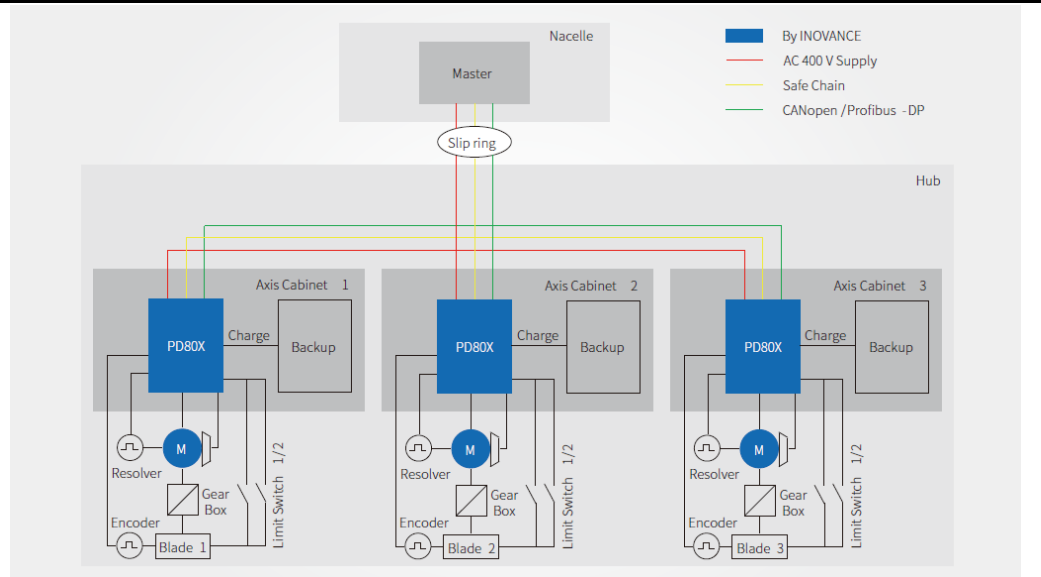 Nacelle
Master
By INOVANCE
AC 400 V Supply
Safe Chain
CANopen /Profibus -DP
Slip ring
Hub
Axis Cabinet 1
PD80X
Charge
Backup
M
Resolver
Gear
Box
Limit Switch 1/2
Encoder
Blade 1
Axis Cabinet 2
PD80X
Charge
Backup
M
Resolver
Gear
Box
Limit Switch 1/2
Encoder
Blade 2
Axis Cabinet 3
PD80X
Charge
Backup
M
Resolver
Gear
Box
Limit Switch 1/2
Encoder
Blade 3